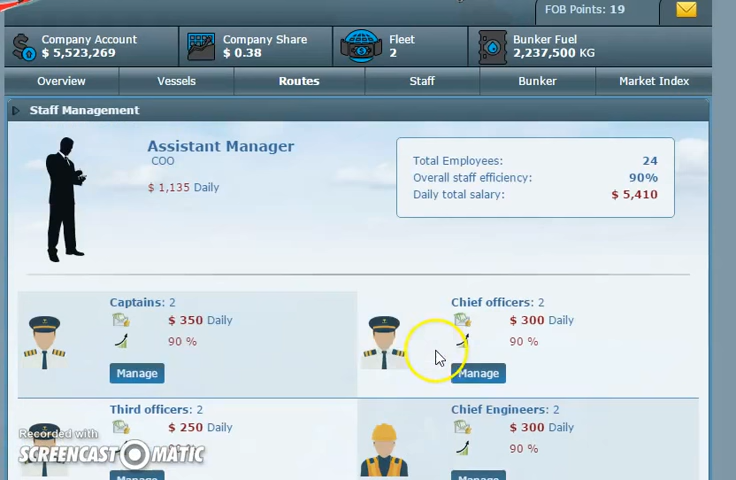 FOB Points: 19
Company Account
$ 5,523,269
Company Share
$ 0.38
Fleet
2
Bunker Fuel
2,237,500 KG
Overview
Vessels
Routes
Staff
Bunker
Market Index
Staff Management
Assistant Manager
COO
$ 1,135 Daily
Total Employees: 24
Overall staff efficiency: 90%
Daily total salary: $ 5,410
Captains: 2
$ 350 Daily
90 %
Manage
Chief officers: 2
$ 300 Daily
90 %
Manage
Third officers: 2
$ 250 Daily
Manage
Chief Engineers: 2
$ 300 Daily
90 %
Manage
Recorded with
SCREENCAST-O-MATIC